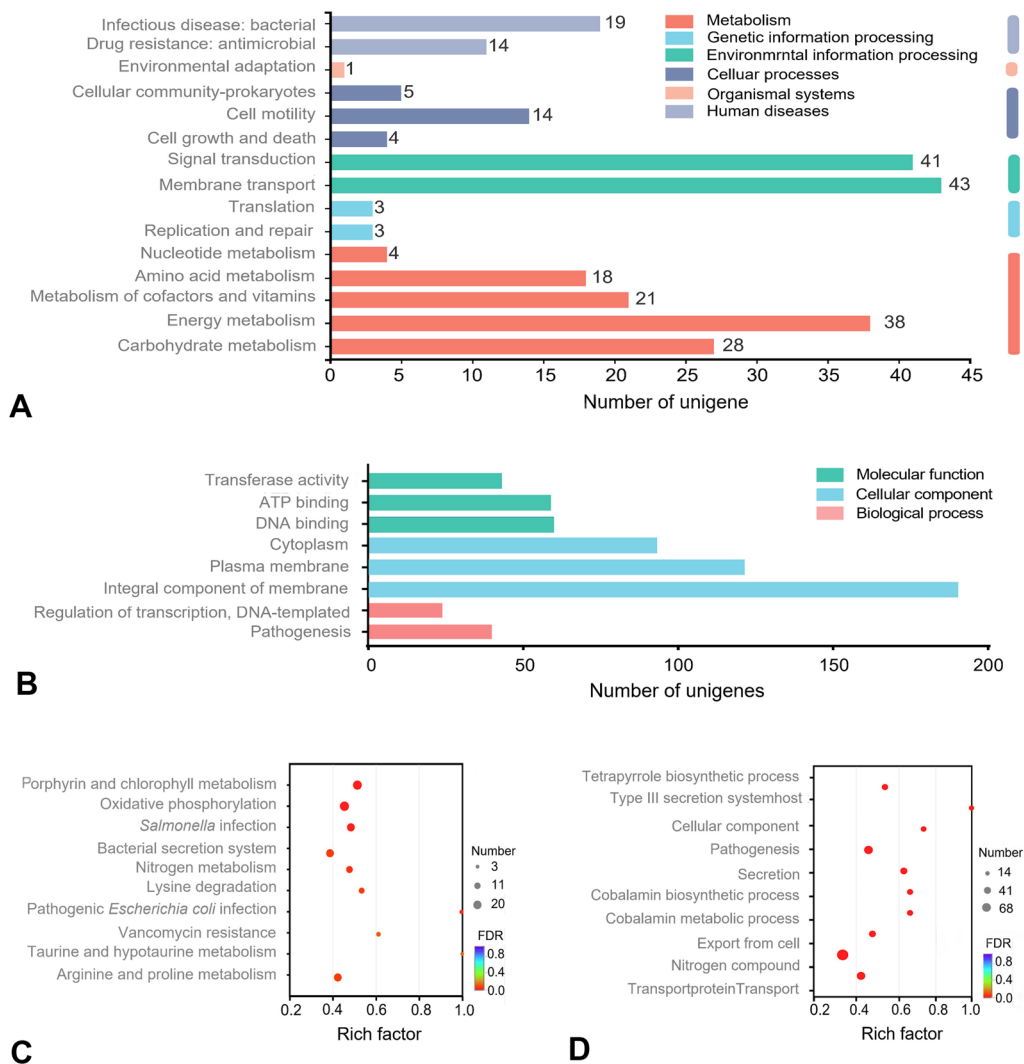 Infectious disease: bacterial 19
Drug resistance: antimicrobial 14
Environmental adaptation 1
Cellular community-prokaryotes 5
Cell motility 14
Cell growth and death 4
Signal transduction 41
Membrane transport 43
Translation 3
Replication and repair 3
Nucleotide metabolism 4
Amino acid metabolism 18
Metabolism of cofactors and vitamins 21
Energy metabolism 38
Carbohydrate metabolism 28
Metabolism
Genetic information processing
Environmrntal information processing
Celluar processes
Organismal systems
Human diseases
0 5 10 15 20 25 30 35 40 45
Number of unigene
A
Transferase activity
ATP binding
DNA binding
Cytoplasm
Plasma membrane
Integral component of membrane
Regulation of transcription, DNA-templated
Pathogenesis
Molecular function
Cellular component
Biological process
0 50 100 150 200
Number of unigenes
B
Porphyrin and chlorophyll metabolism
Oxidative phosphorylation
Salmonella infection
Bacterial secretion system
Nitrogen metabolism
Lysine degradation
Pathogenic Escherichia coli infection
Vancomycin resistance
Taurine and hypotaurine metabolism
Arginine and proline metabolism
Number
3
11
20
FDR
0.8
0.4
0.0
0.2 0.4 0.6 0.8 1.0
Rich factor
C
Tetapyrrole biosynthetic process
Type III secretion systemhost
Cellular component
Pathogenesis
Secretion
Cobalamin biosynthetic process
Cobalamin metabolic process
Export from cell
Nitrogen compound
TransportproteinTransport
Number
14
41
68
FDR
0.8
0.4
0.0
0.2 0.4 0.6 0.8 1.0
Rich factor
D